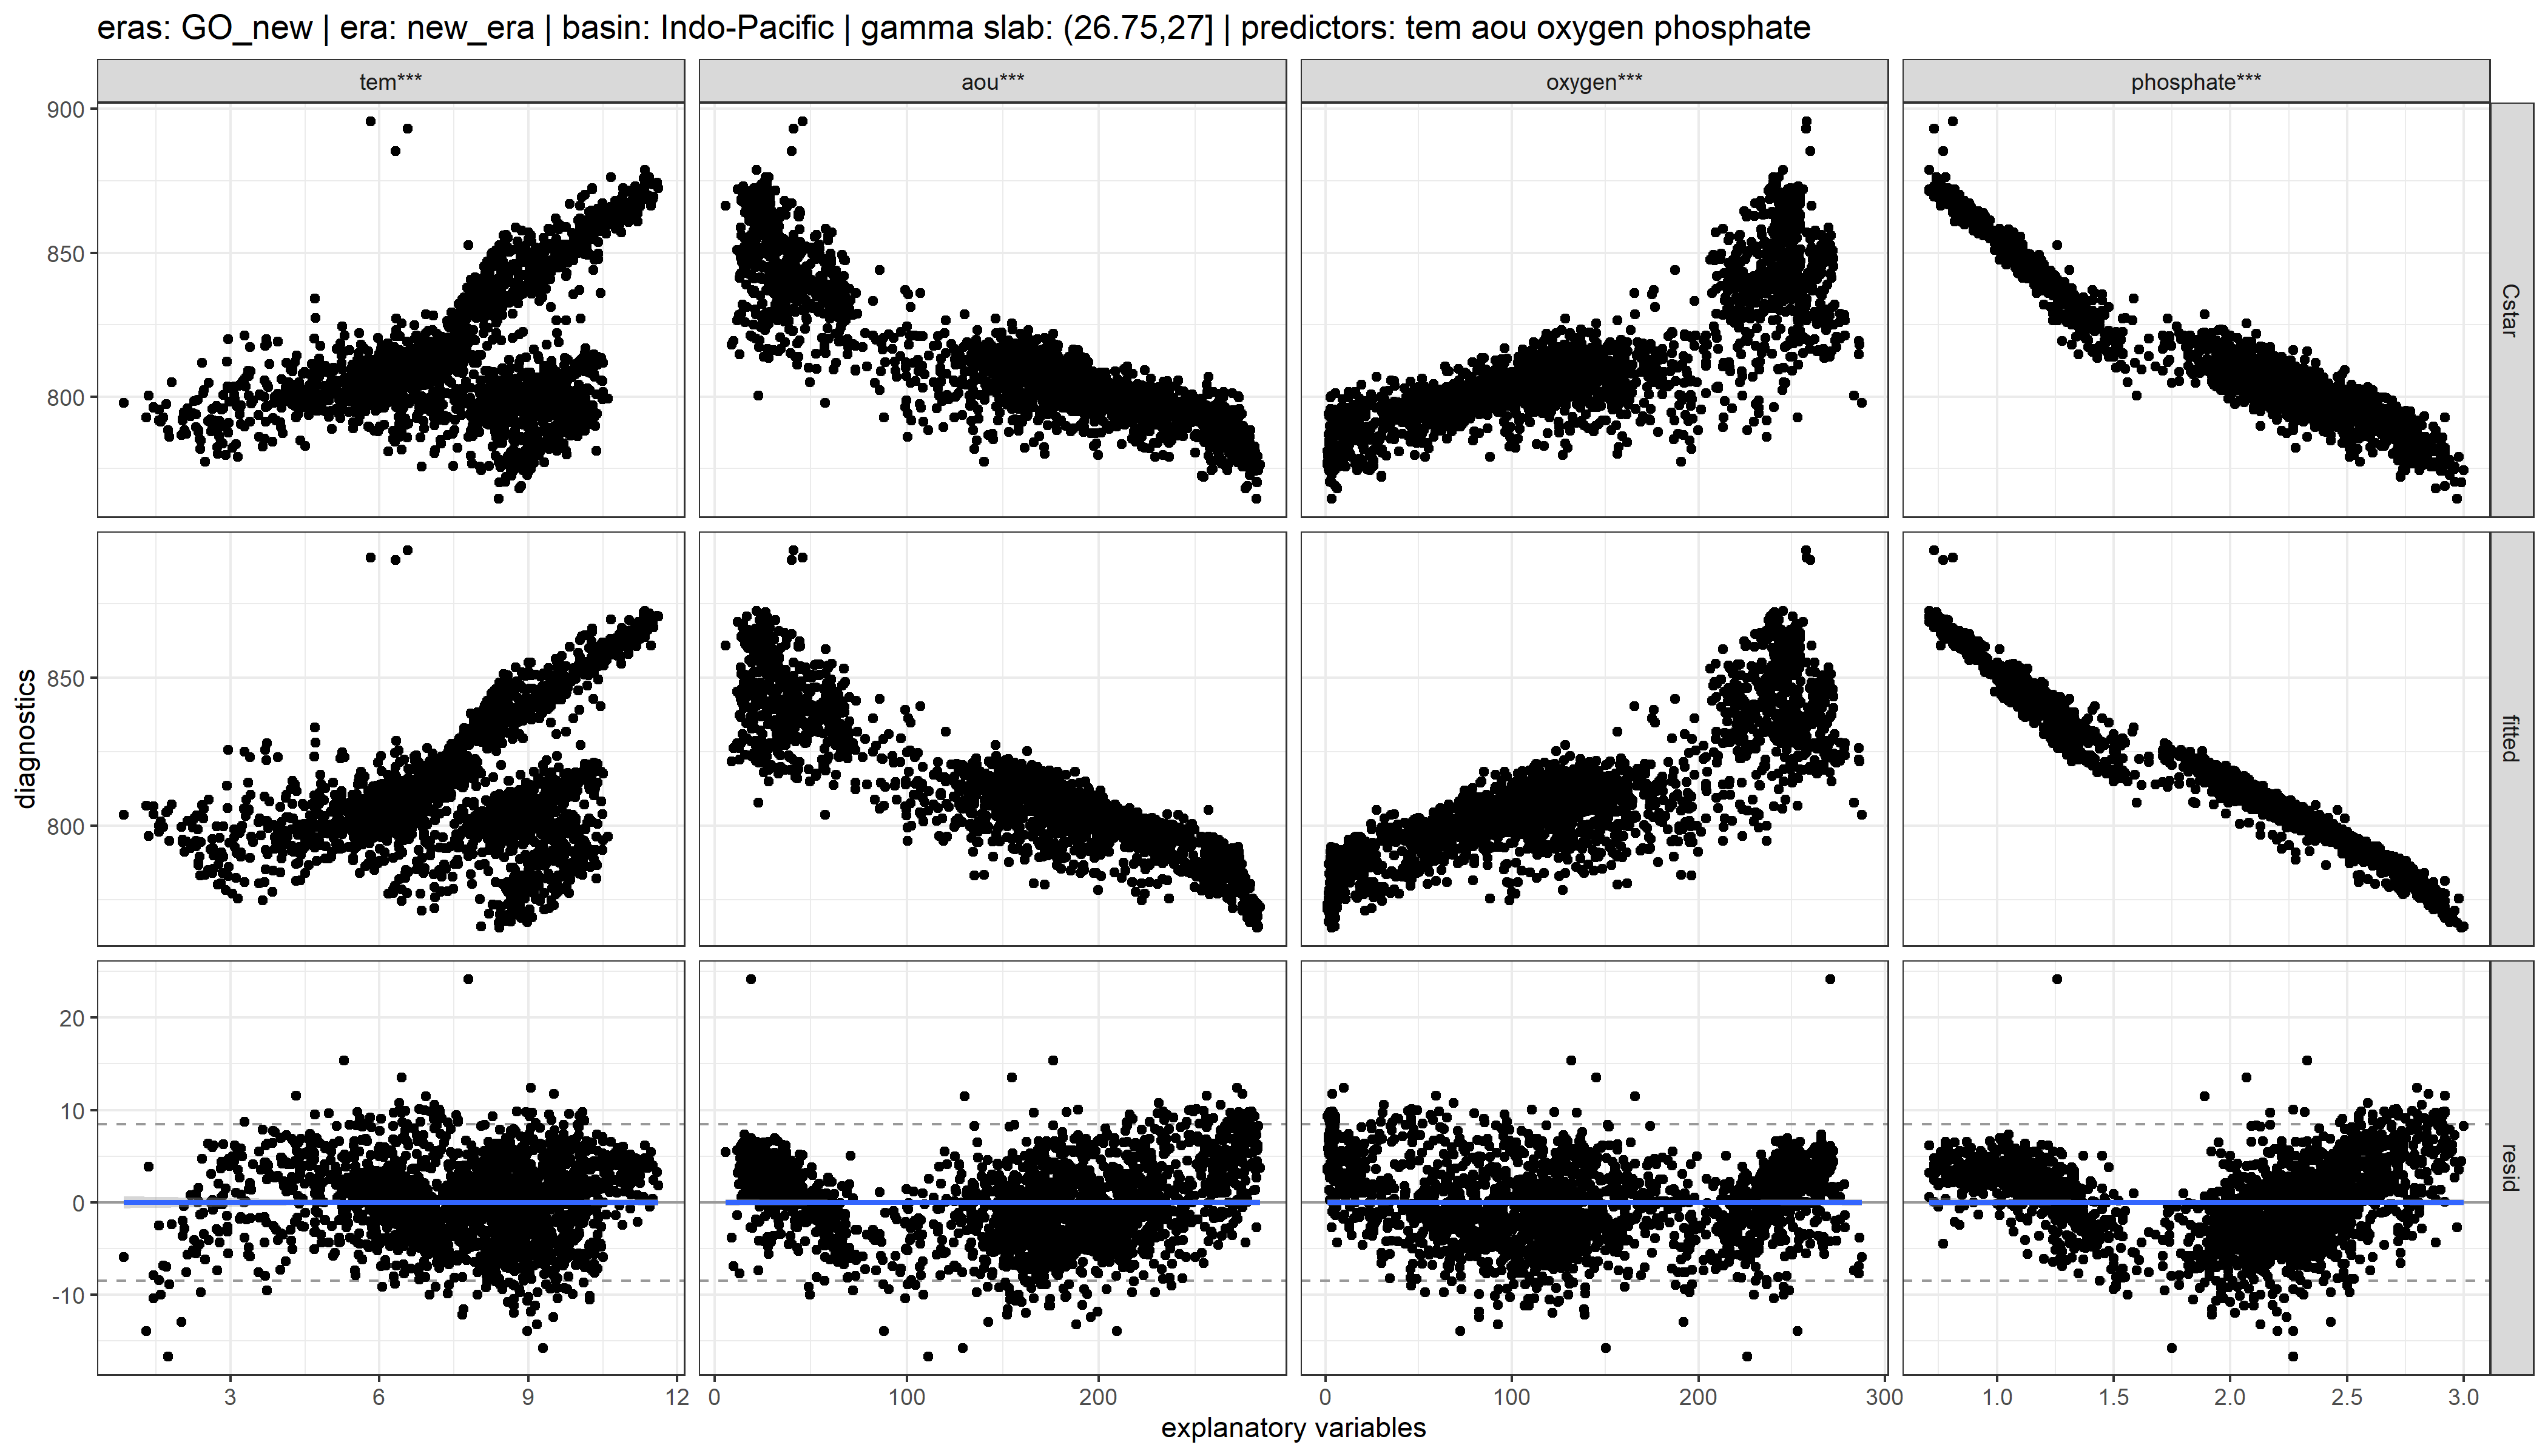 eras: GO_new | era: new_era | basin: Indo-Pacific | gamma slab: (26.75,27] | predictors: tem aou oxygen phosphate
tem*** aou*** oxygen*** phosphate***
900
850
800
Cstar
850
800
fitted
diagnostics
20
10
0
-10
resid
3 6 9 12 0 100 200 0 100 200 300 1.0 1.5 2.0 2.5 3.0
explanatory variables